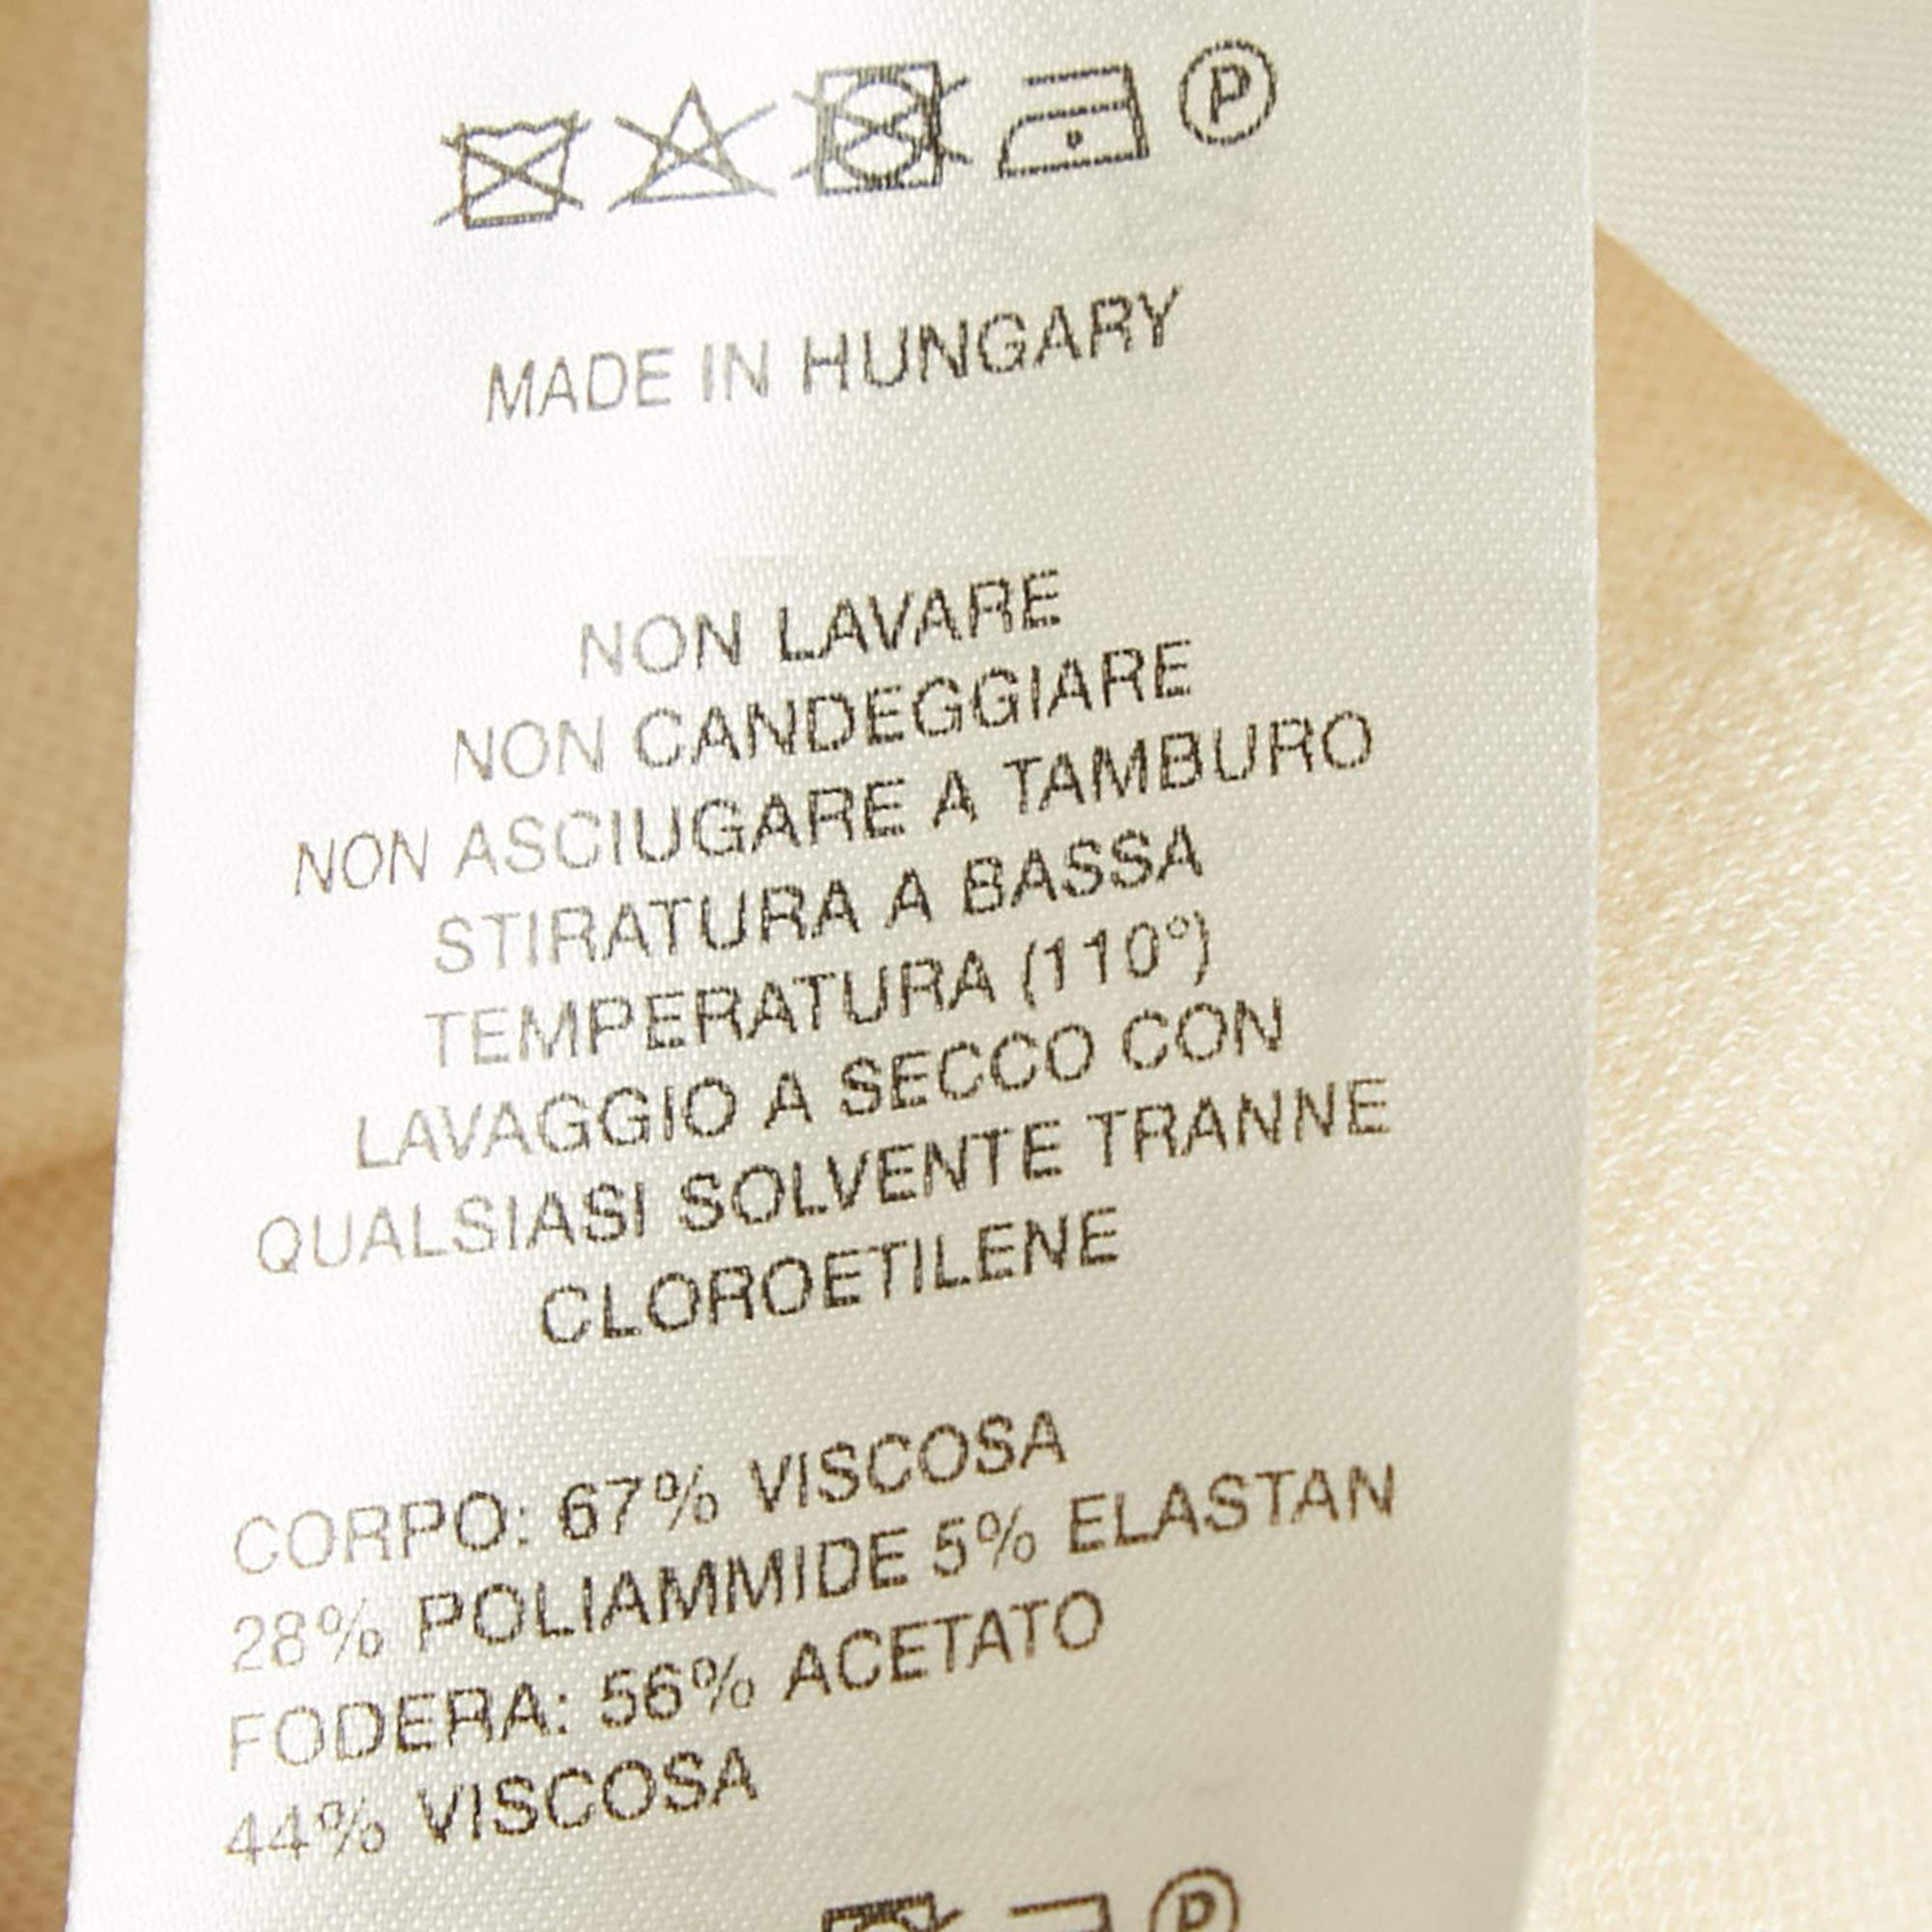 P
MADE IN HUNGARY
NON LAVARE
NON CANDEGGIARE
NON ASCIUGARE A TAMBURO
STIRATURA A BASSA
TEMPERATURA (110°)
LAVAGGIO A SECCO CON
QUALSIASI SOLVENTE TRANNE
CLOROETILENE
CORPO: 67% VISCOSA
28% POLIAMMIDE 5% ELASTAN
FODERA: 56% ACETATO
44% VISCOSA
P